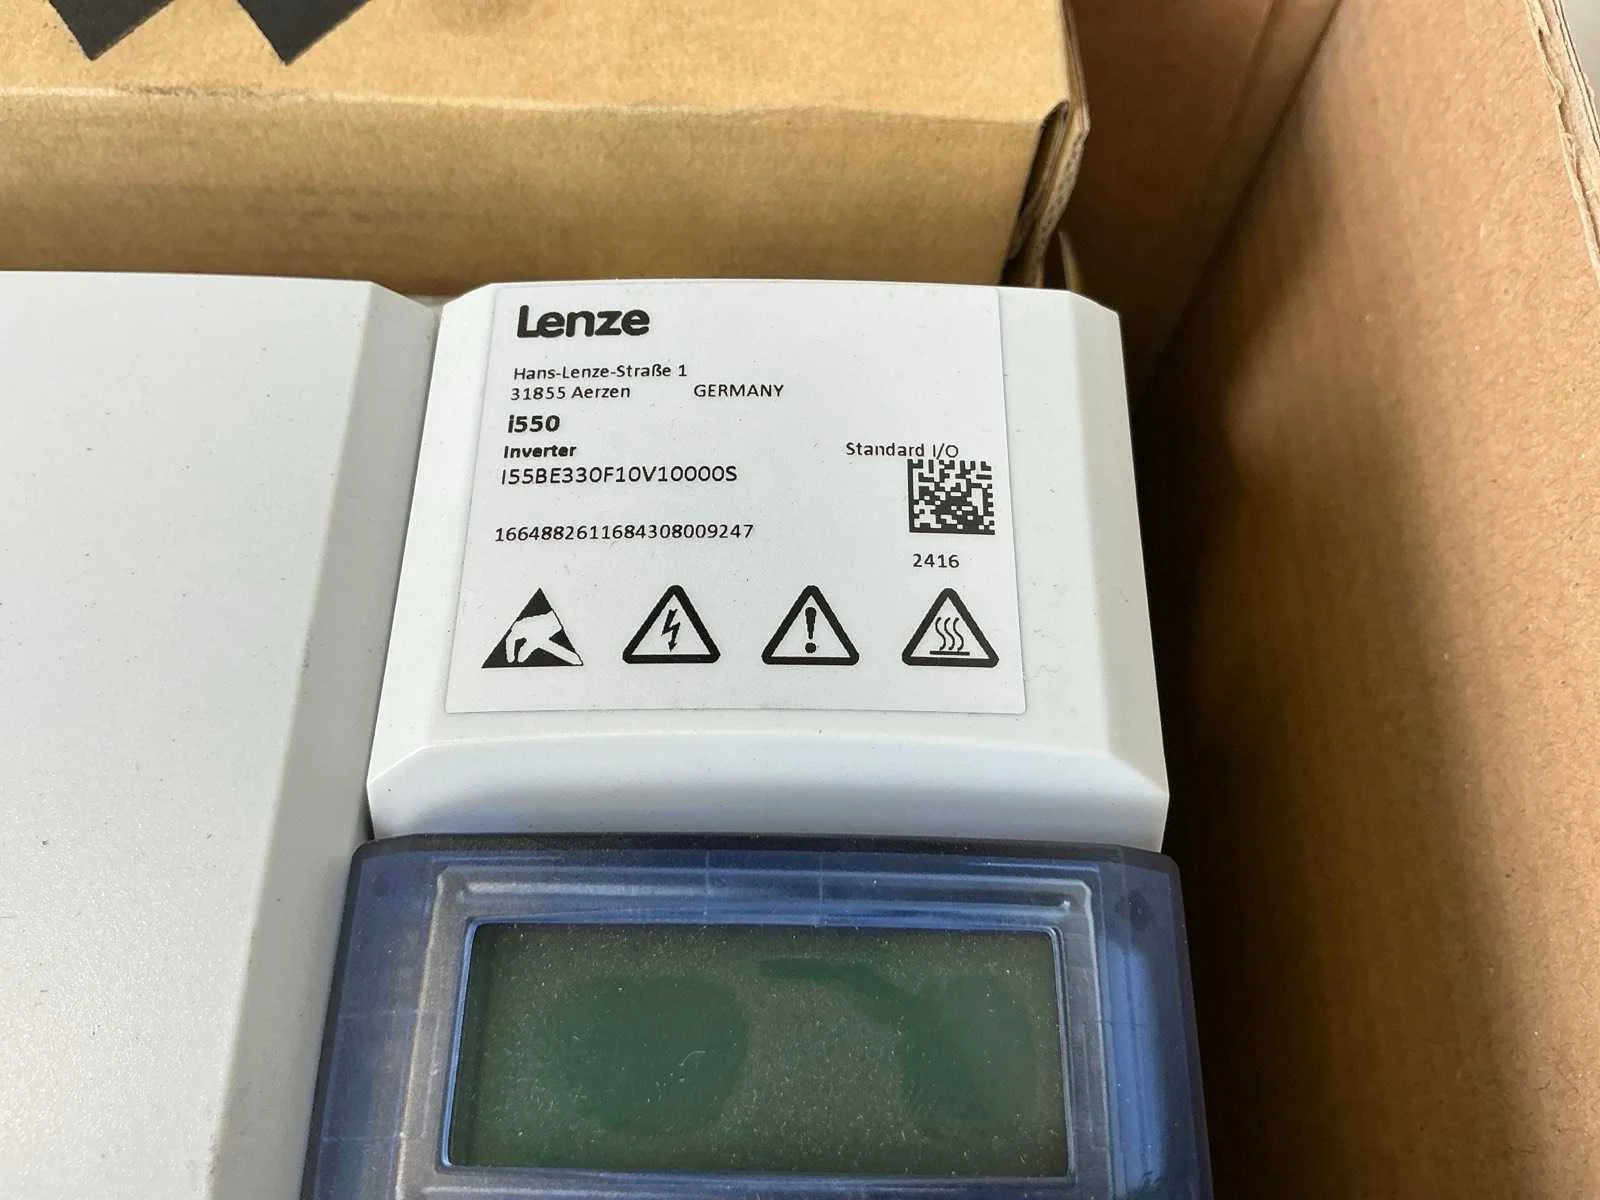 Lenze
Hans-Lenze-Straße 1
31855 Aerzen GERMANY
i550
Inverter Standard I/O
I55BE330F10V10000S
1664882611684308009247
2416